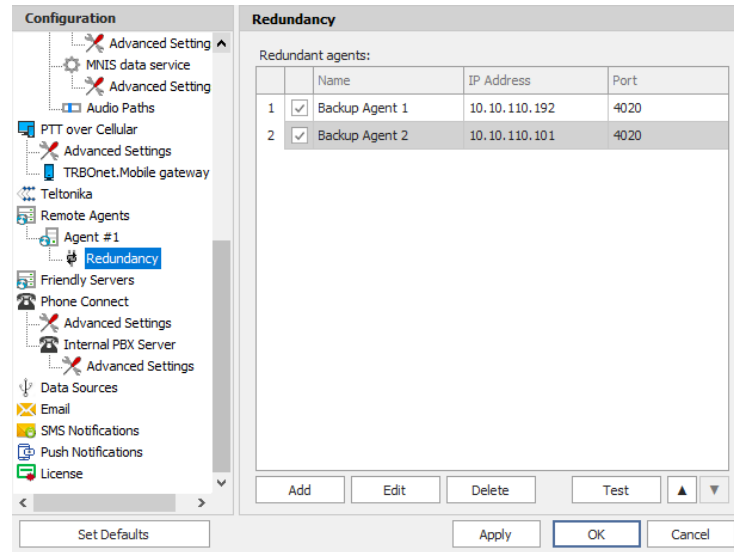 Configuration
Advanced Setting
MNIS data service
Advanced Setting
Audio Paths
PTT over Cellular
Advanced Settings
TRBOnet.Mobile gateway
Teltonika
Remote Agents
Agent #1
Redundancy
Friendly Servers
Phone Connect
Advanced Settings
Internal PBX Server
Advanced Settings
Data Sources
Email
SMS Notifications
Push Notifications
License
Set Defaults
Redundancy
Redundant agents:
Name IP Address Port
1 Backup Agent 1 10.10.110.192 4020
2 Backup Agent 2 10.10.110.101 4020
Add Edit Delete Test
Apply OK Cancel